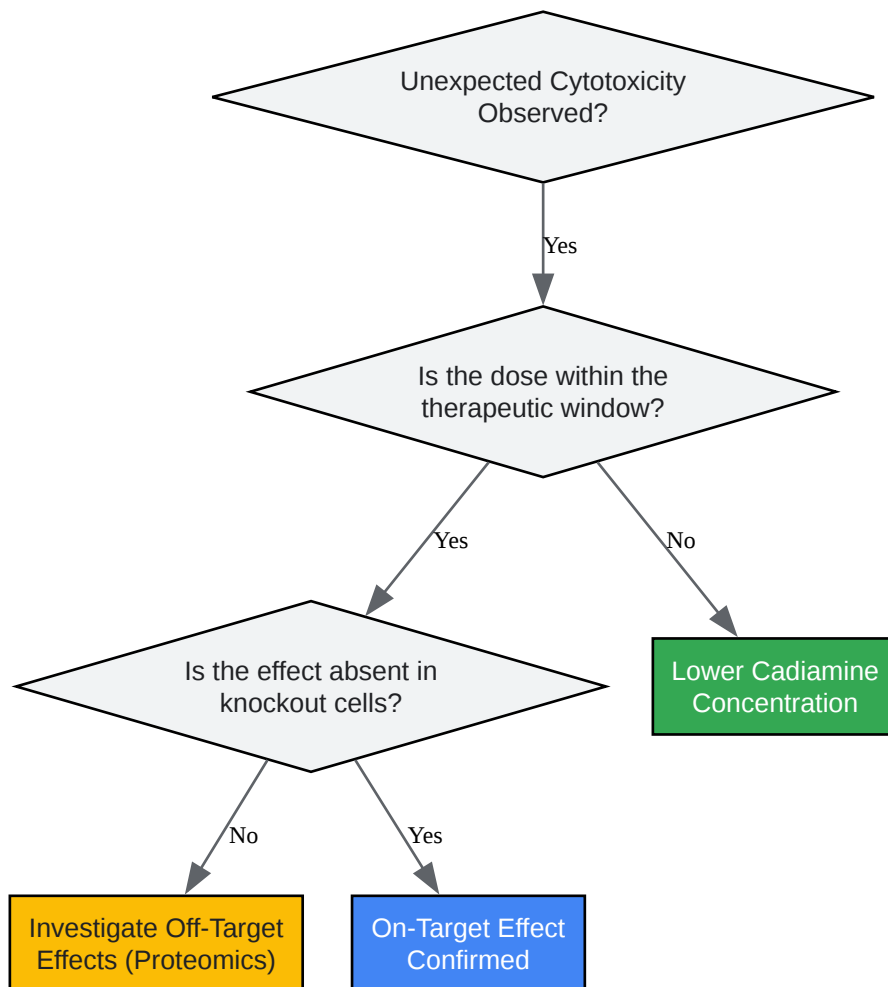 Unexpected Cytotoxicity
Observed?
Yes
Is the dose within the
therapeutic window?
Yes
No
Is the effect absent in
knockout cells?
Lower Cadiamine
Concentration
No
Yes
Investigate Off-Target
Effects (Proteomics)
On-Target Effect
Confirmed